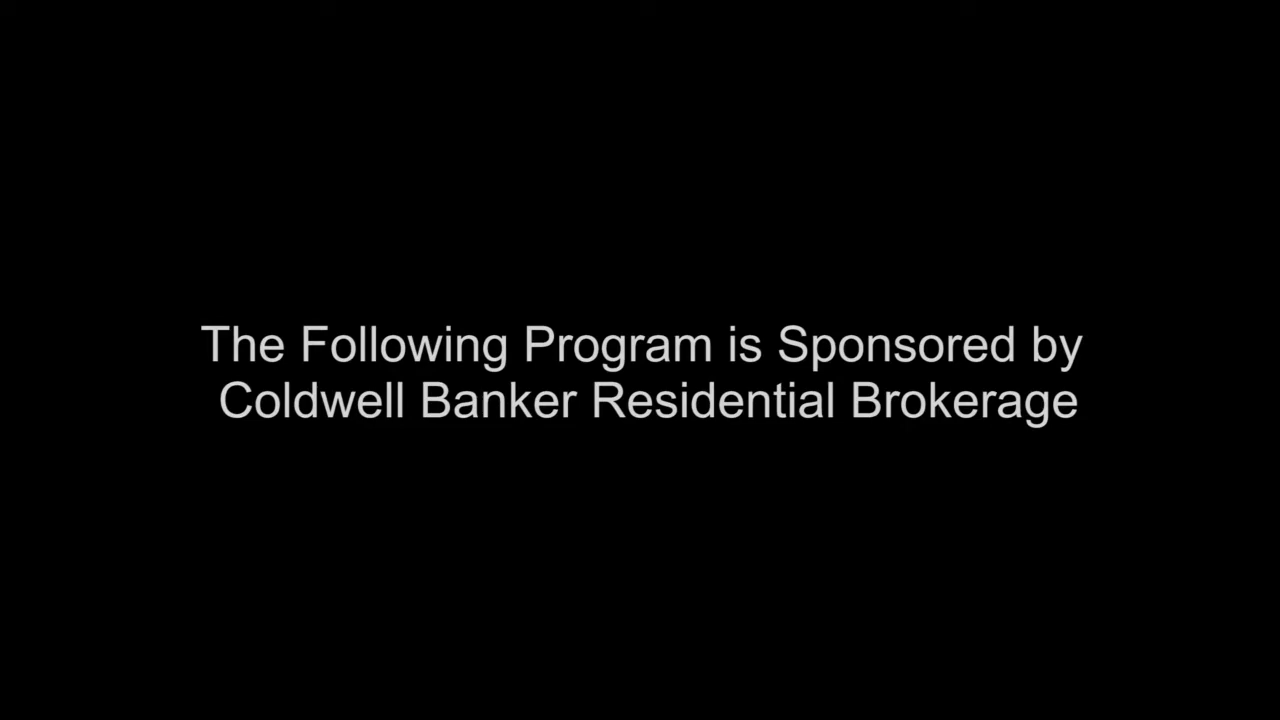 The Following Program is Sponsored by
Coldwell Banker Residential Brokerage